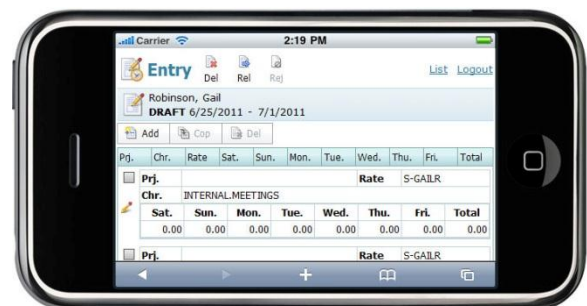 Carrier 2:19 PM
Entry Del Rel Rej List Logout
Robinson, Gail
DRAFT 6/25/2011 - 7/1/2011
Add Cop Del
Prj. Chr. Rate Sat. Sun. Mon. Tue. Wed. Thu. Fri. Total
Prj. Rate S-GAILR
Chr. INTERNAL.MEETINGS
Sat. Sun. Mon. Tue. Wed. Thu. Fri. Total
0.00 0.00 0.00 0.00 0.00 0.00 0.00 0.00
Prj. Rate S-GAILR